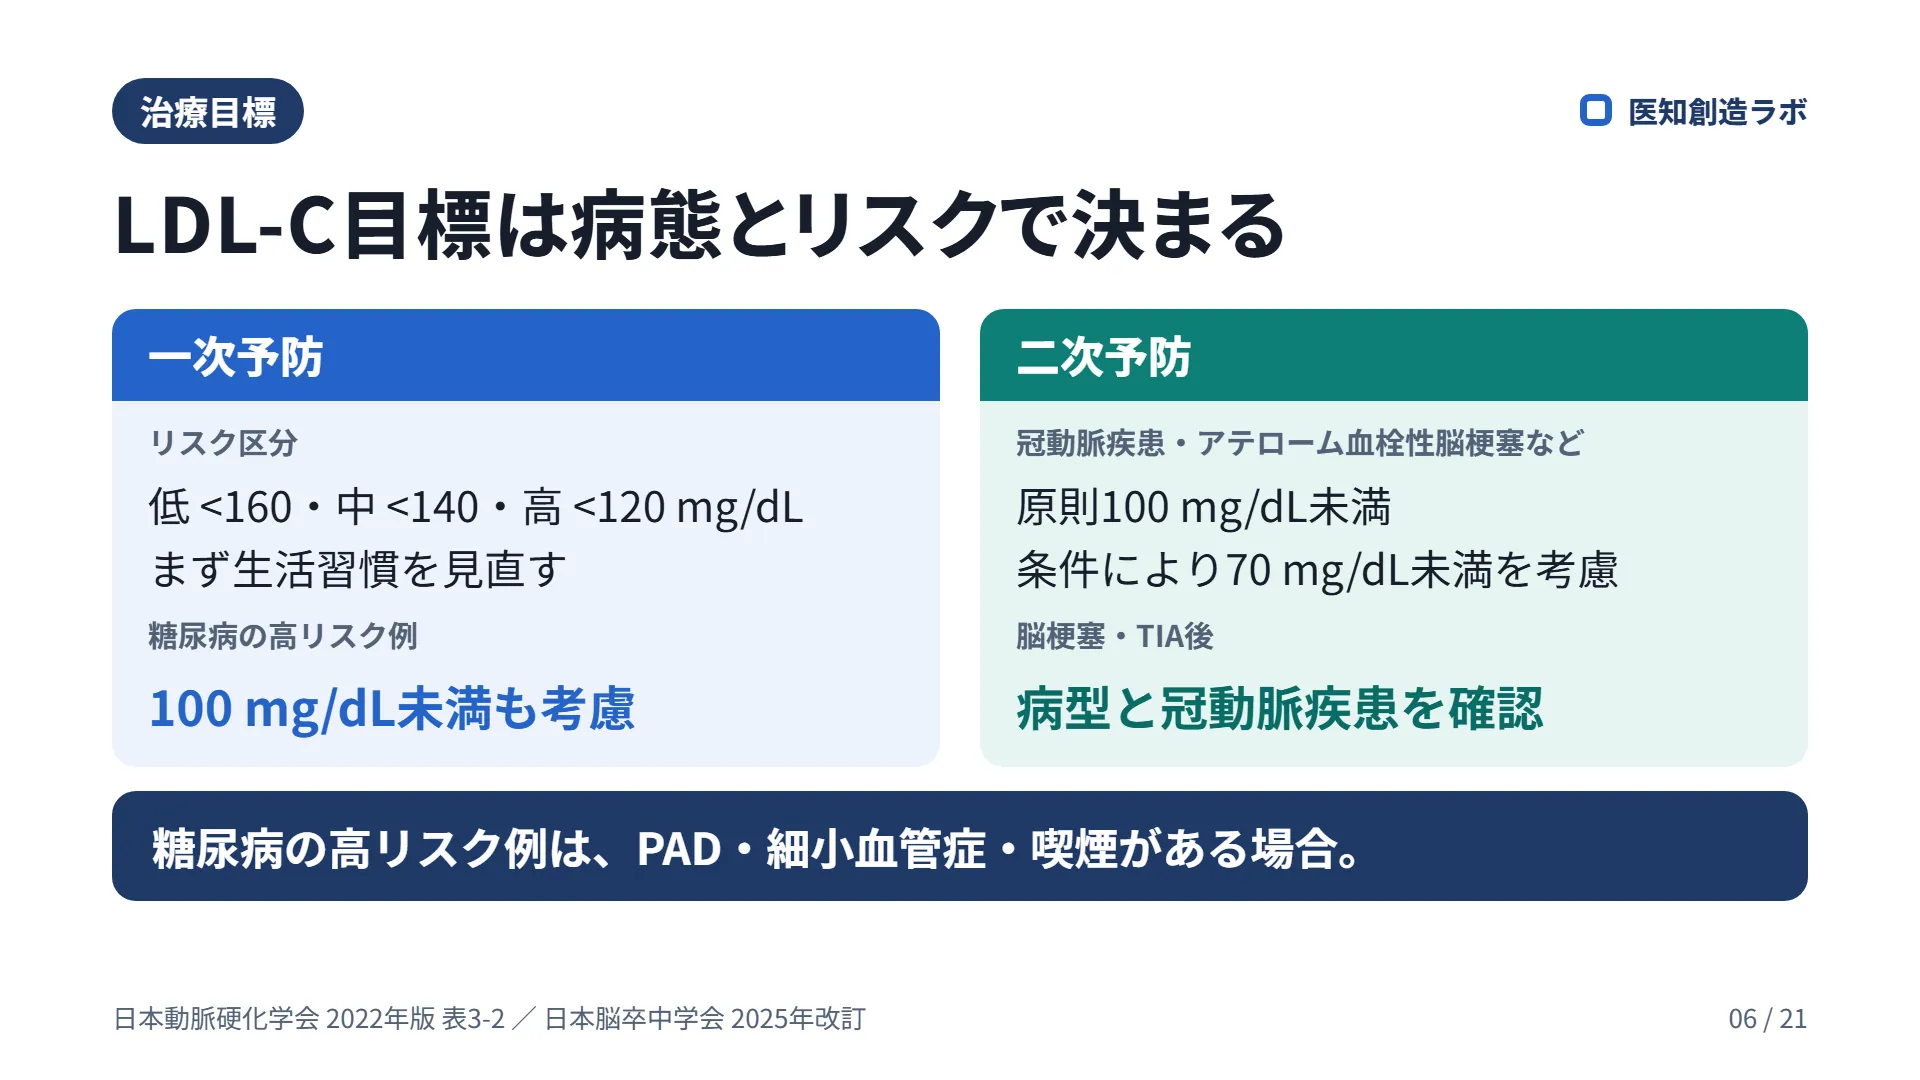 治療目標
医知創造ラボ
LDL-C目標は病態とリスクで決まる
一次予防
リスク区分
低 <160・中 <140・高 <120 mg/dL
まず生活習慣を見直す
糖尿病の高リスク例
100 mg/dL未満も考慮
二次予防
冠動脈疾患・アテローム血栓性脳梗塞など
原則100 mg/dL未満
条件により70 mg/dL未満を考慮
脳梗塞・TIA後
病型と冠動脈疾患を確認
糖尿病の高リスク例は、PAD・細小血管症・喫煙がある場合。
日本動脈硬化学会 2022年版 表3-2 ／ 日本脳卒中学会 2025年改訂
06 / 21